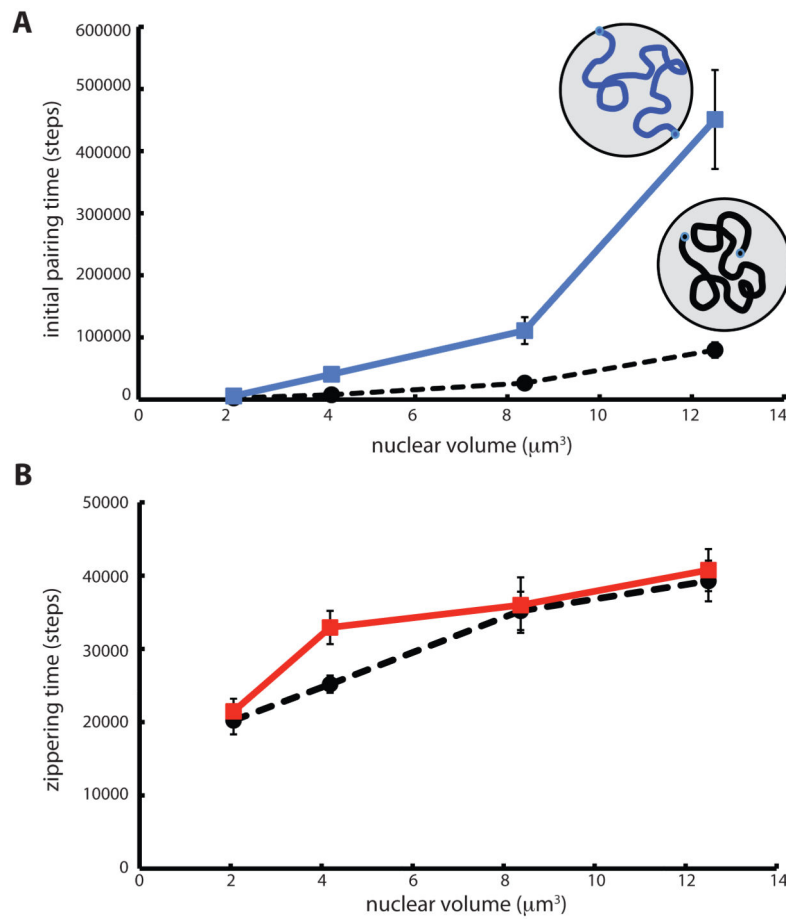 A
600000
500000
400000
300000
200000
100000
0
initial pairing time (steps)
0 2 4 6 8 10 12 14
nuclear volume (μm³)
B
50000
40000
30000
20000
10000
0
zippering time (steps)
0 2 4 6 8 10 12 14
nuclear volume (μm³)